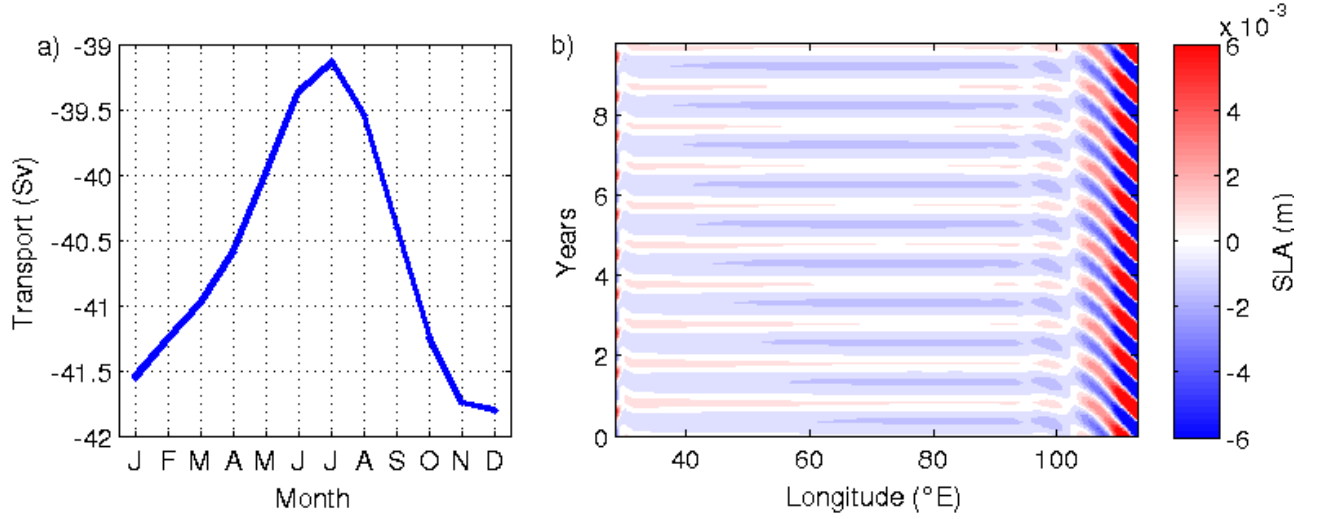 a)
-39
-39.5
-40
-40.5
-41
-41.5
-42
Transport (Sv)
J F M A M J J A S O N D
Month
b)
8
6
4
2
0
Years
40 60 80 100
Longitude (°E)
x 10^-3
6
4
2
0
-2
-4
-6
SLA (m)